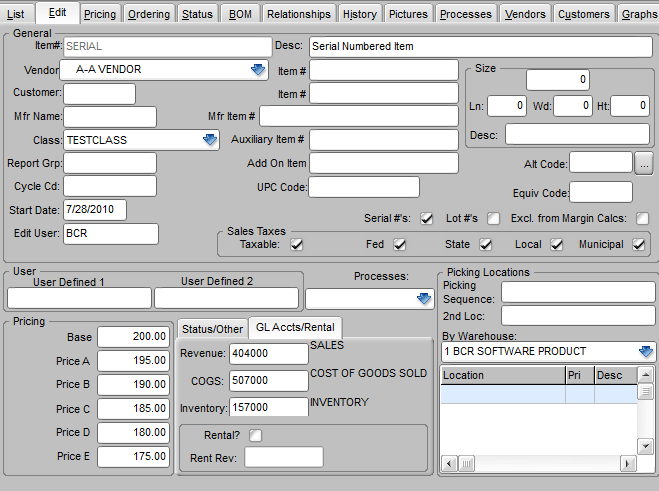 List Edit Pricing Ordering Status BOM Relationships History Pictures Processes Vendors Customers Graphs
General
Item#: SERIAL Desc: Serial Numbered Item
Vendor A-A VENDOR Item # Size
0
Customer: Item #
Mfr Name: Mfr Item # Ln: 0 Wd: 0 Ht: 0
Class: TESTCLASS Auxiliary Item # Desc:
Report Grp: Add On Item Alt Code: ...
Cycle Cd: UPC Code: Equiv Code:
Start Date: 7/28/2010
Serial #'s: Lot #'s Excl. from Margin Calcs:
Edit User: BCR Sales Taxes
Taxable: Fed State Local Municipal
User Processes: Picking Locations
User Defined 1 User Defined 2 Picking
Sequence:
2nd Loc:
Pricing Status/Other GL Accts/Rental By Warehouse:
Base 200.00 Revenue: 404000 SALES 1 BCR SOFTWARE PRODUCT
Price A 195.00 Location Pri Desc
Price B 190.00 COGS: 507000 COST OF GOODS SOLD
Price C 185.00 Inventory: 157000 INVENTORY
Price D 180.00 Rental?
Price E 175.00 Rent Rev: